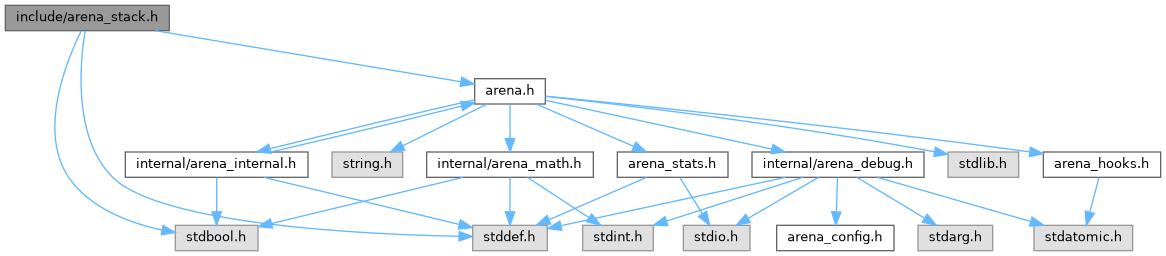 include/arena_stack.h
arena.h
internal/arena_internal.h
string.h
internal/arena_math.h
arena_stats.h
internal/arena_debug.h
stdlib.h
arena_hooks.h
stdbool.h
stddef.h
stdint.h
stdio.h
arena_config.h
stdarg.h
stdatomic.h